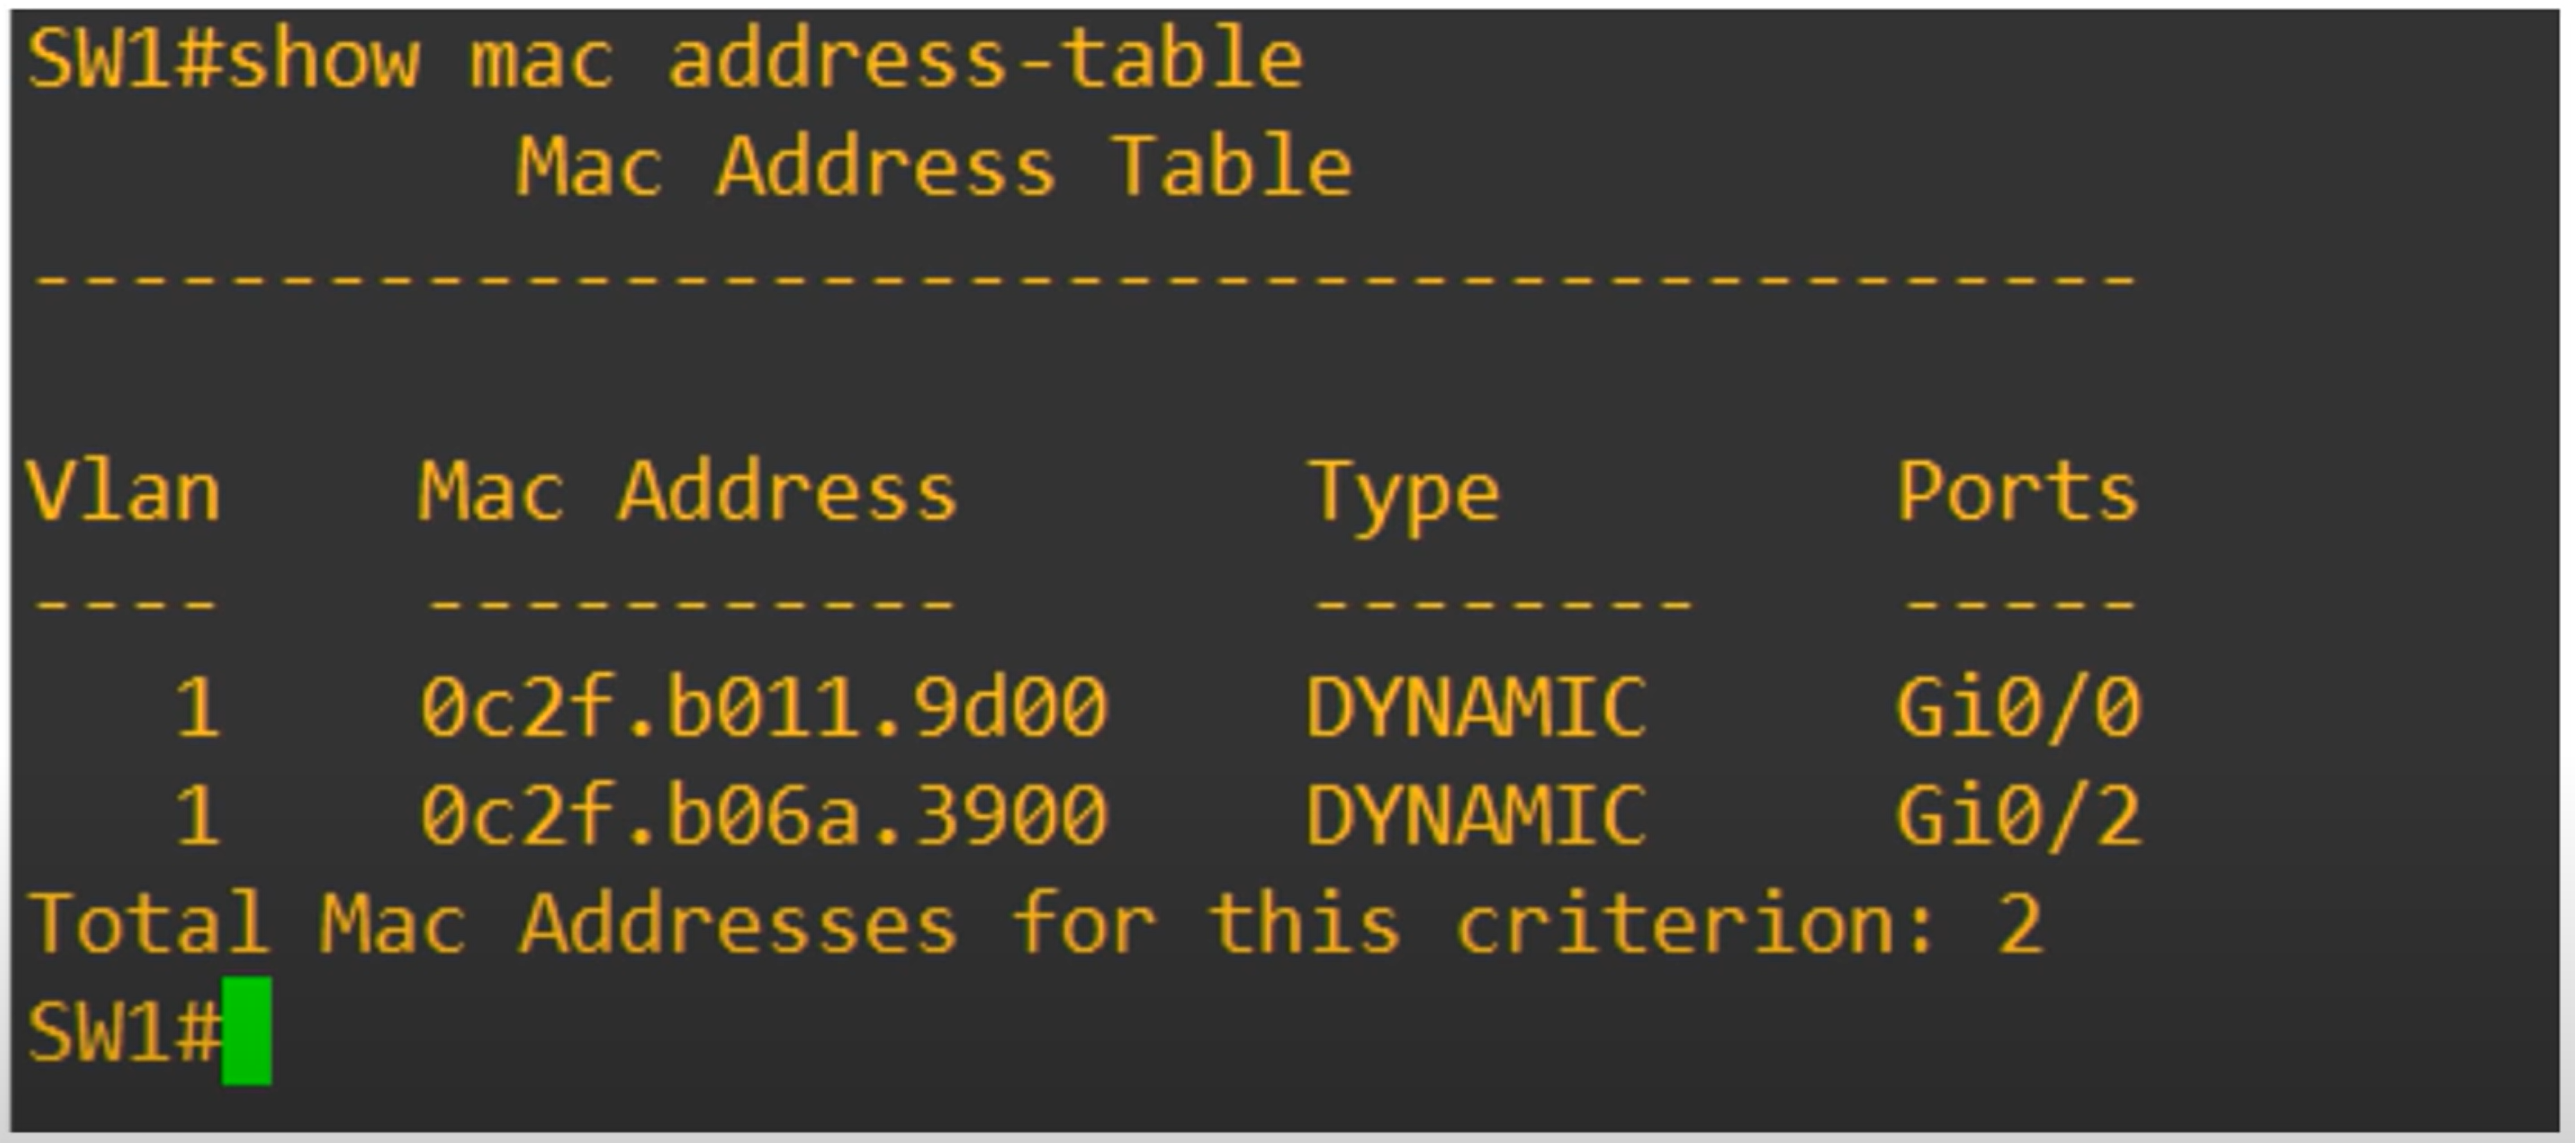 SW1#show mac address-table
Mac Address Table
-------------------------------------------
Vlan    Mac Address       Type        Ports
----    -----------       --------    -----
1    0c2f.b011.9d00    DYNAMIC     Gi0/0
1    0c2f.b06a.3900    DYNAMIC     Gi0/2
Total Mac Addresses for this criterion: 2
SW1#